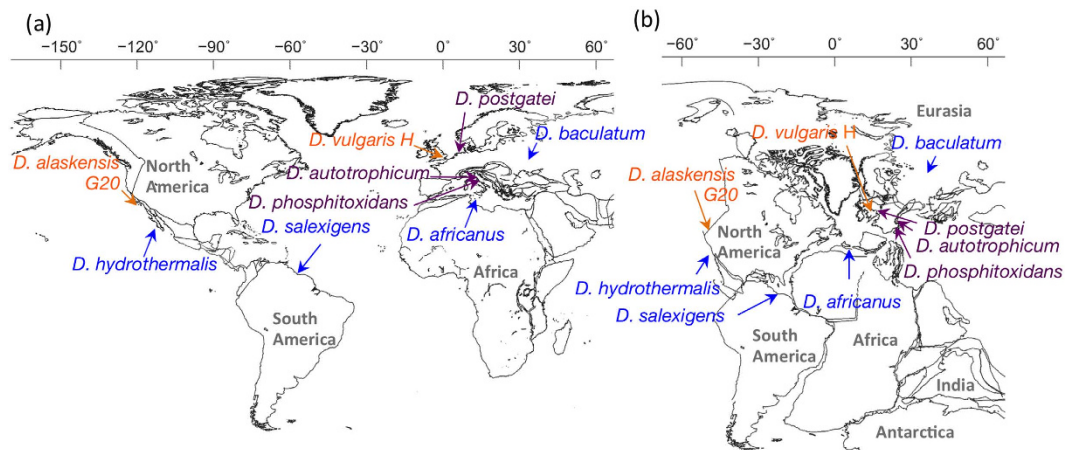 (a)
−150° −120° −90° −60° −30° 0° 30° 60°
D. postgatei
D. vulgaris H
D. baculatum
D. alaskensis
G20
North
America
D. autotrophicum
D. phosphitoxidans
D. salexigens
D. hydrothermalis
D. africanus
Africa
South
America
(b)
−60° −30° 0° 30° 60°
Eurasia
D. vulgaris H
D. baculatum
D. alaskensis
G20
North
America
D. postgatei
D. autotrophicum
D. phosphitoxidans
D. hydrothermalis
D. salexigens
D. africanus
South
America
Africa
India
Antarctica